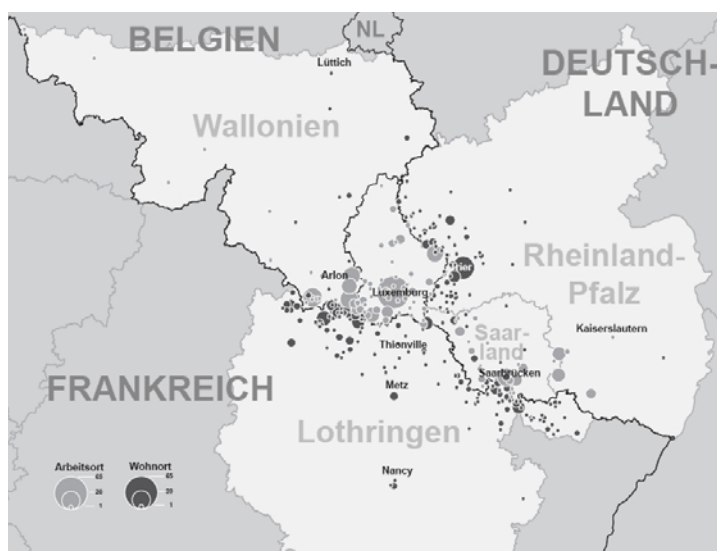 BELGIEN
NL
Lüttich
DEUTSCH-
LAND
Wallonien
Rheinland-
Pfalz
Arlon
Trier
Luxemburg
Kaiserslautern
Saar-
land
Thionville
Saarbrücken
Metz
FRANKREICH
Lothringen
Nancy
Arbeitsort
65
20
1
Wohnort
65
20
1